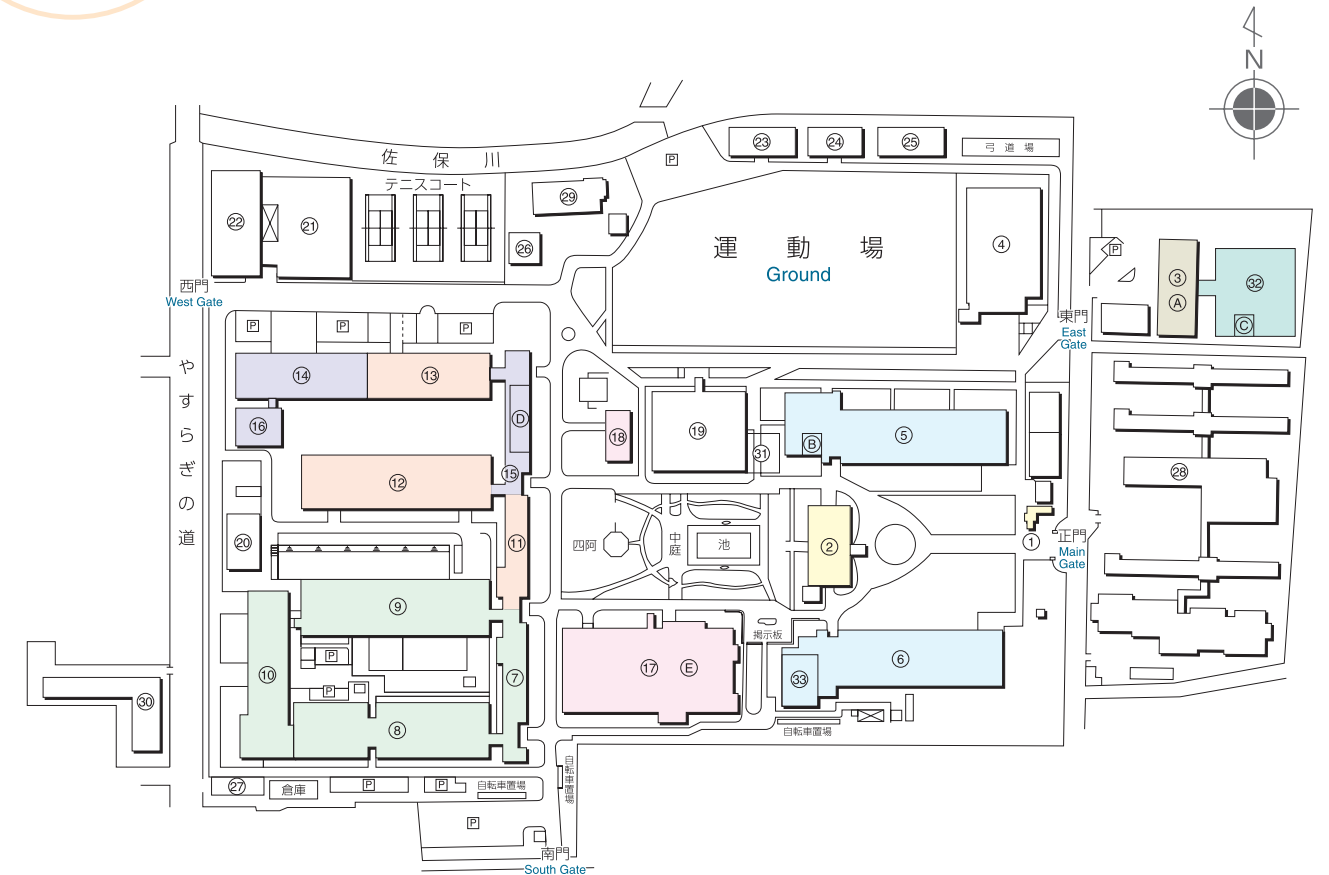 N
佐保川
テニスコート
弓道場
㉓
㉔
㉕
P
㉙
㉒
㉑
㉖
運動場
Ground
④
P
③
Ⓐ
㉜
Ⓒ
西門
West Gate
東門
East
Gate
P
P
P
やすらぎの道
⑭
⑬
Ⓓ
⑯
⑮
⑱
⑲
㉛
Ⓑ
⑤
㉘
⑫
⑳
⑪
四阿
中庭
池
②
①
正門
Main
Gate
⑨
⑩
P
P
⑦
⑧
⑰
Ⓔ
掲示板
⑥
㉝
自転車置場
㉚
㉗
倉庫
P
P
自転車置場
自転車置場
P
南門
South Gate